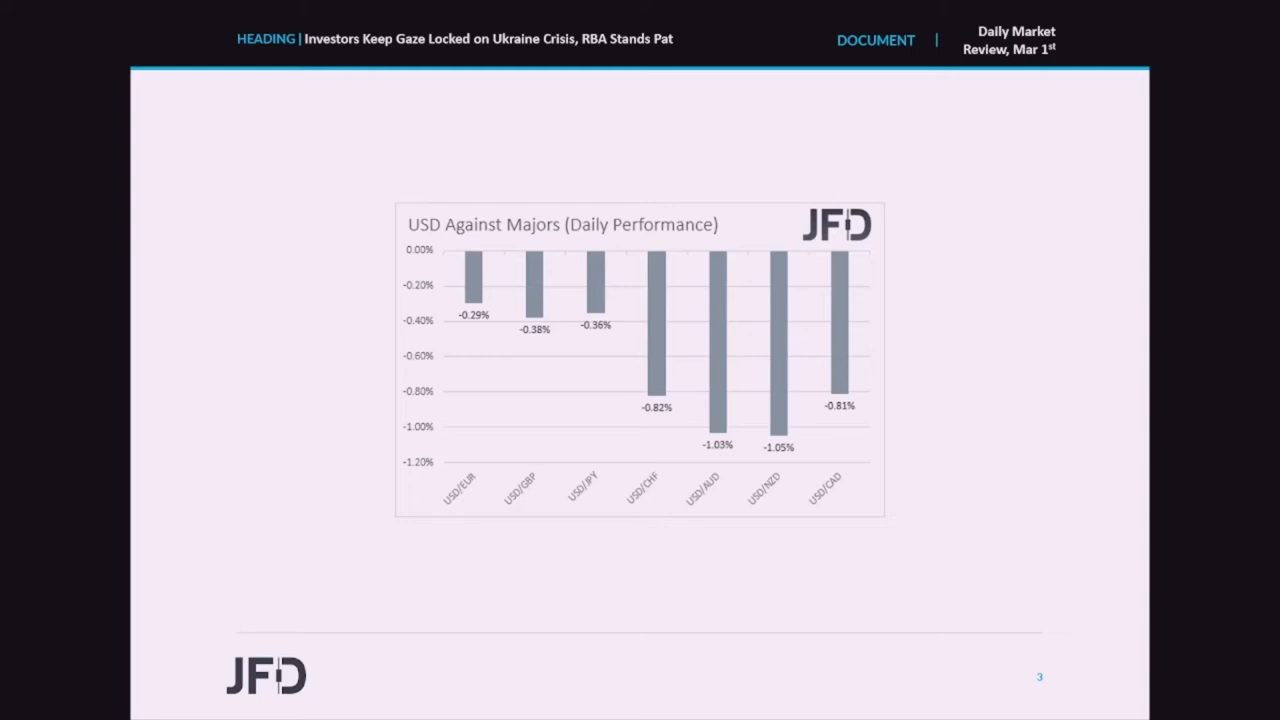 HEADING | Investors Keep Gaze Locked on Ukraine Crisis, RBA Stands Pat
DOCUMENT |
Daily Market
Review, Mar 1st
USD Against Majors (Daily Performance)
JFD
0.00%
-0.20%
-0.40%
-0.60%
-0.80%
-1.00%
-1.20%
-0.29%
-0.38%
-0.36%
-0.82%
-1.03%
-1.05%
-0.81%
USD/EUR
USD/GBP
USD/JPY
USD/CHF
USD/AUD
USD/NZD
USD/CAD
JFD
3